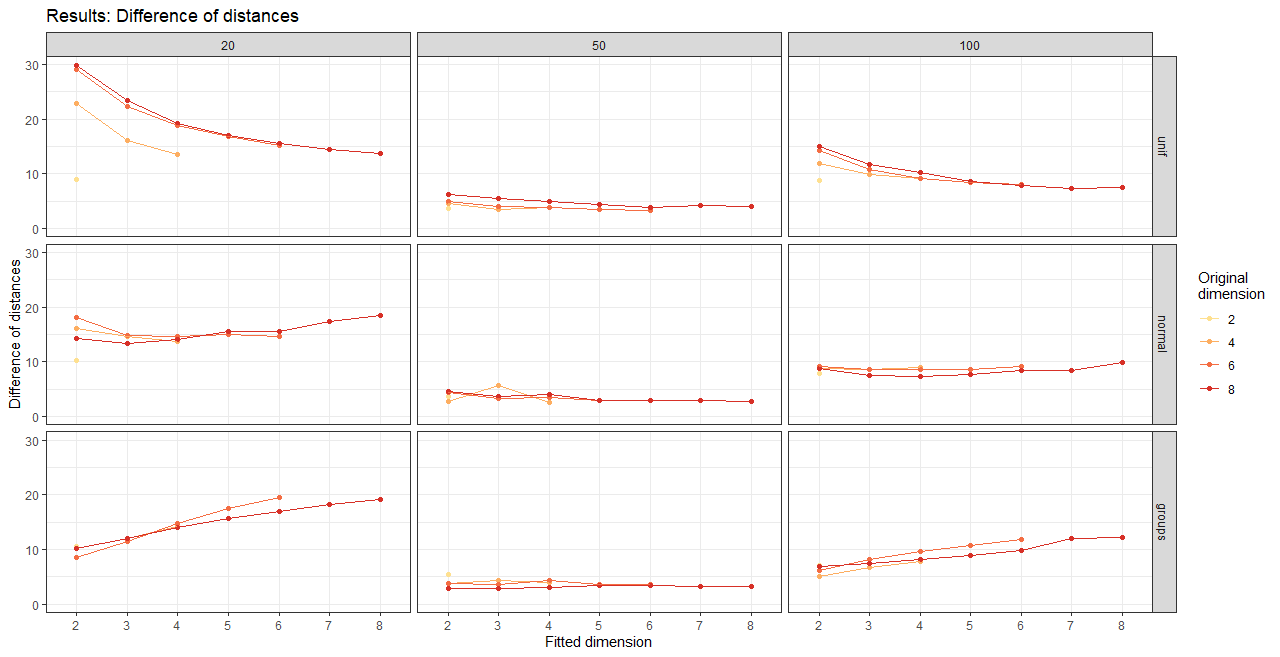 Results: Difference of distances
20 50 100
30
20
10
0
unif
30
20
10
0
normal
30
20
10
0
groups
Difference of distances
2 3 4 5 6 7 8 2 3 4 5 6 7 8 2 3 4 5 6 7 8
Fitted dimension
Original
dimension
2
4
6
8